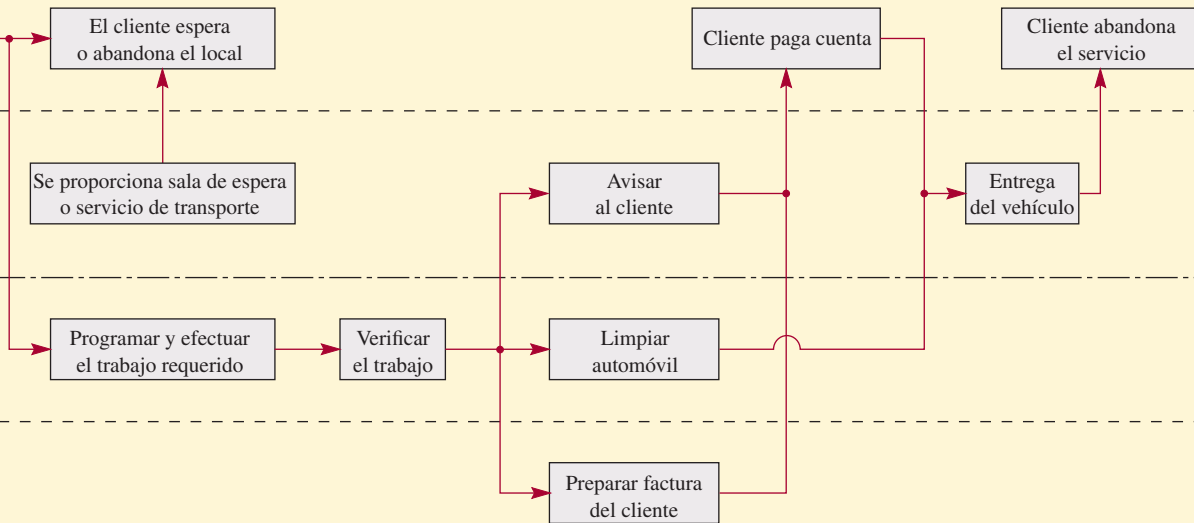 El cliente espera
o abandona el local
Cliente paga cuenta
Cliente abandona
el servicio
Se proporciona sala de espera
o servicio de transporte
Avisar
al cliente
Entrega
del vehículo
Programar y efectuar
el trabajo requerido
Verificar
el trabajo
Limpiar
automóvil
Preparar factura
del cliente